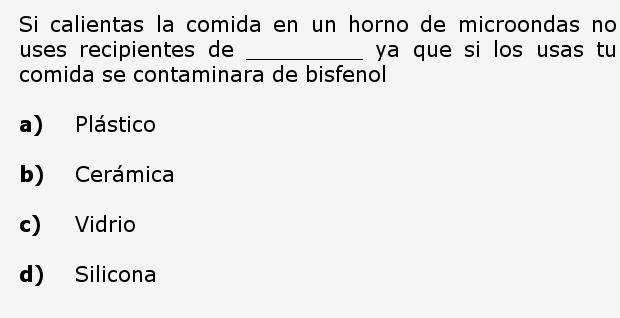 Si calientas la comida en un horno de microondas no
uses recipientes de ___________ ya que si los usas tu
comida se contaminara de bisfenol
a) Plástico
b) Cerámica
c) Vidrio
d) Silicona